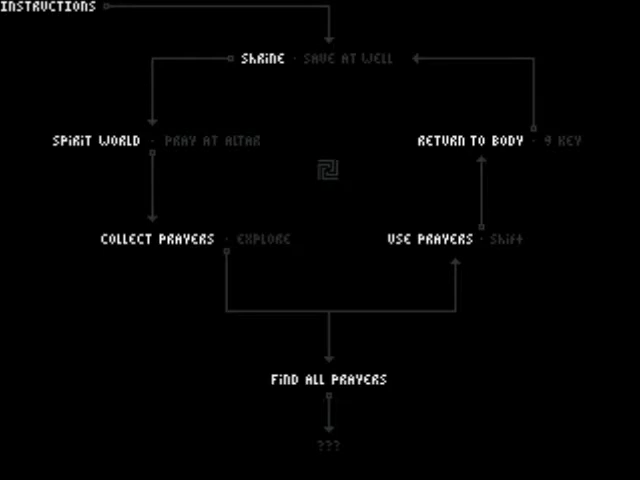 INSTRUCTIONS
SHRINE · SAVE AT WELL
SPIRIT WORLD · PRAY AT ALTAR
RETURN TO BODY · 9 KEY
COLLECT PRAYERS · EXPLORE
USE PRAYERS · Shift
FIND ALL PRAYERS
???